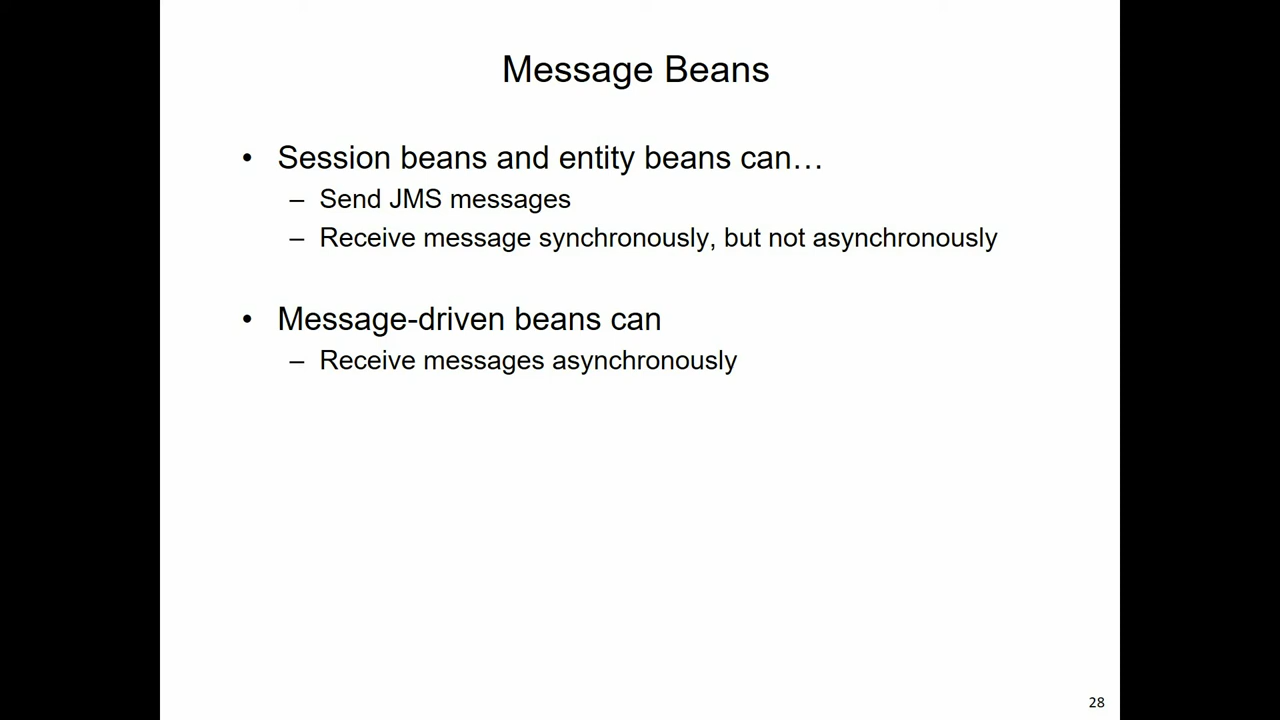 Message Beans
• Session beans and entity beans can…
– Send JMS messages
– Receive message synchronously, but not asynchronously
• Message-driven beans can
– Receive messages asynchronously
28